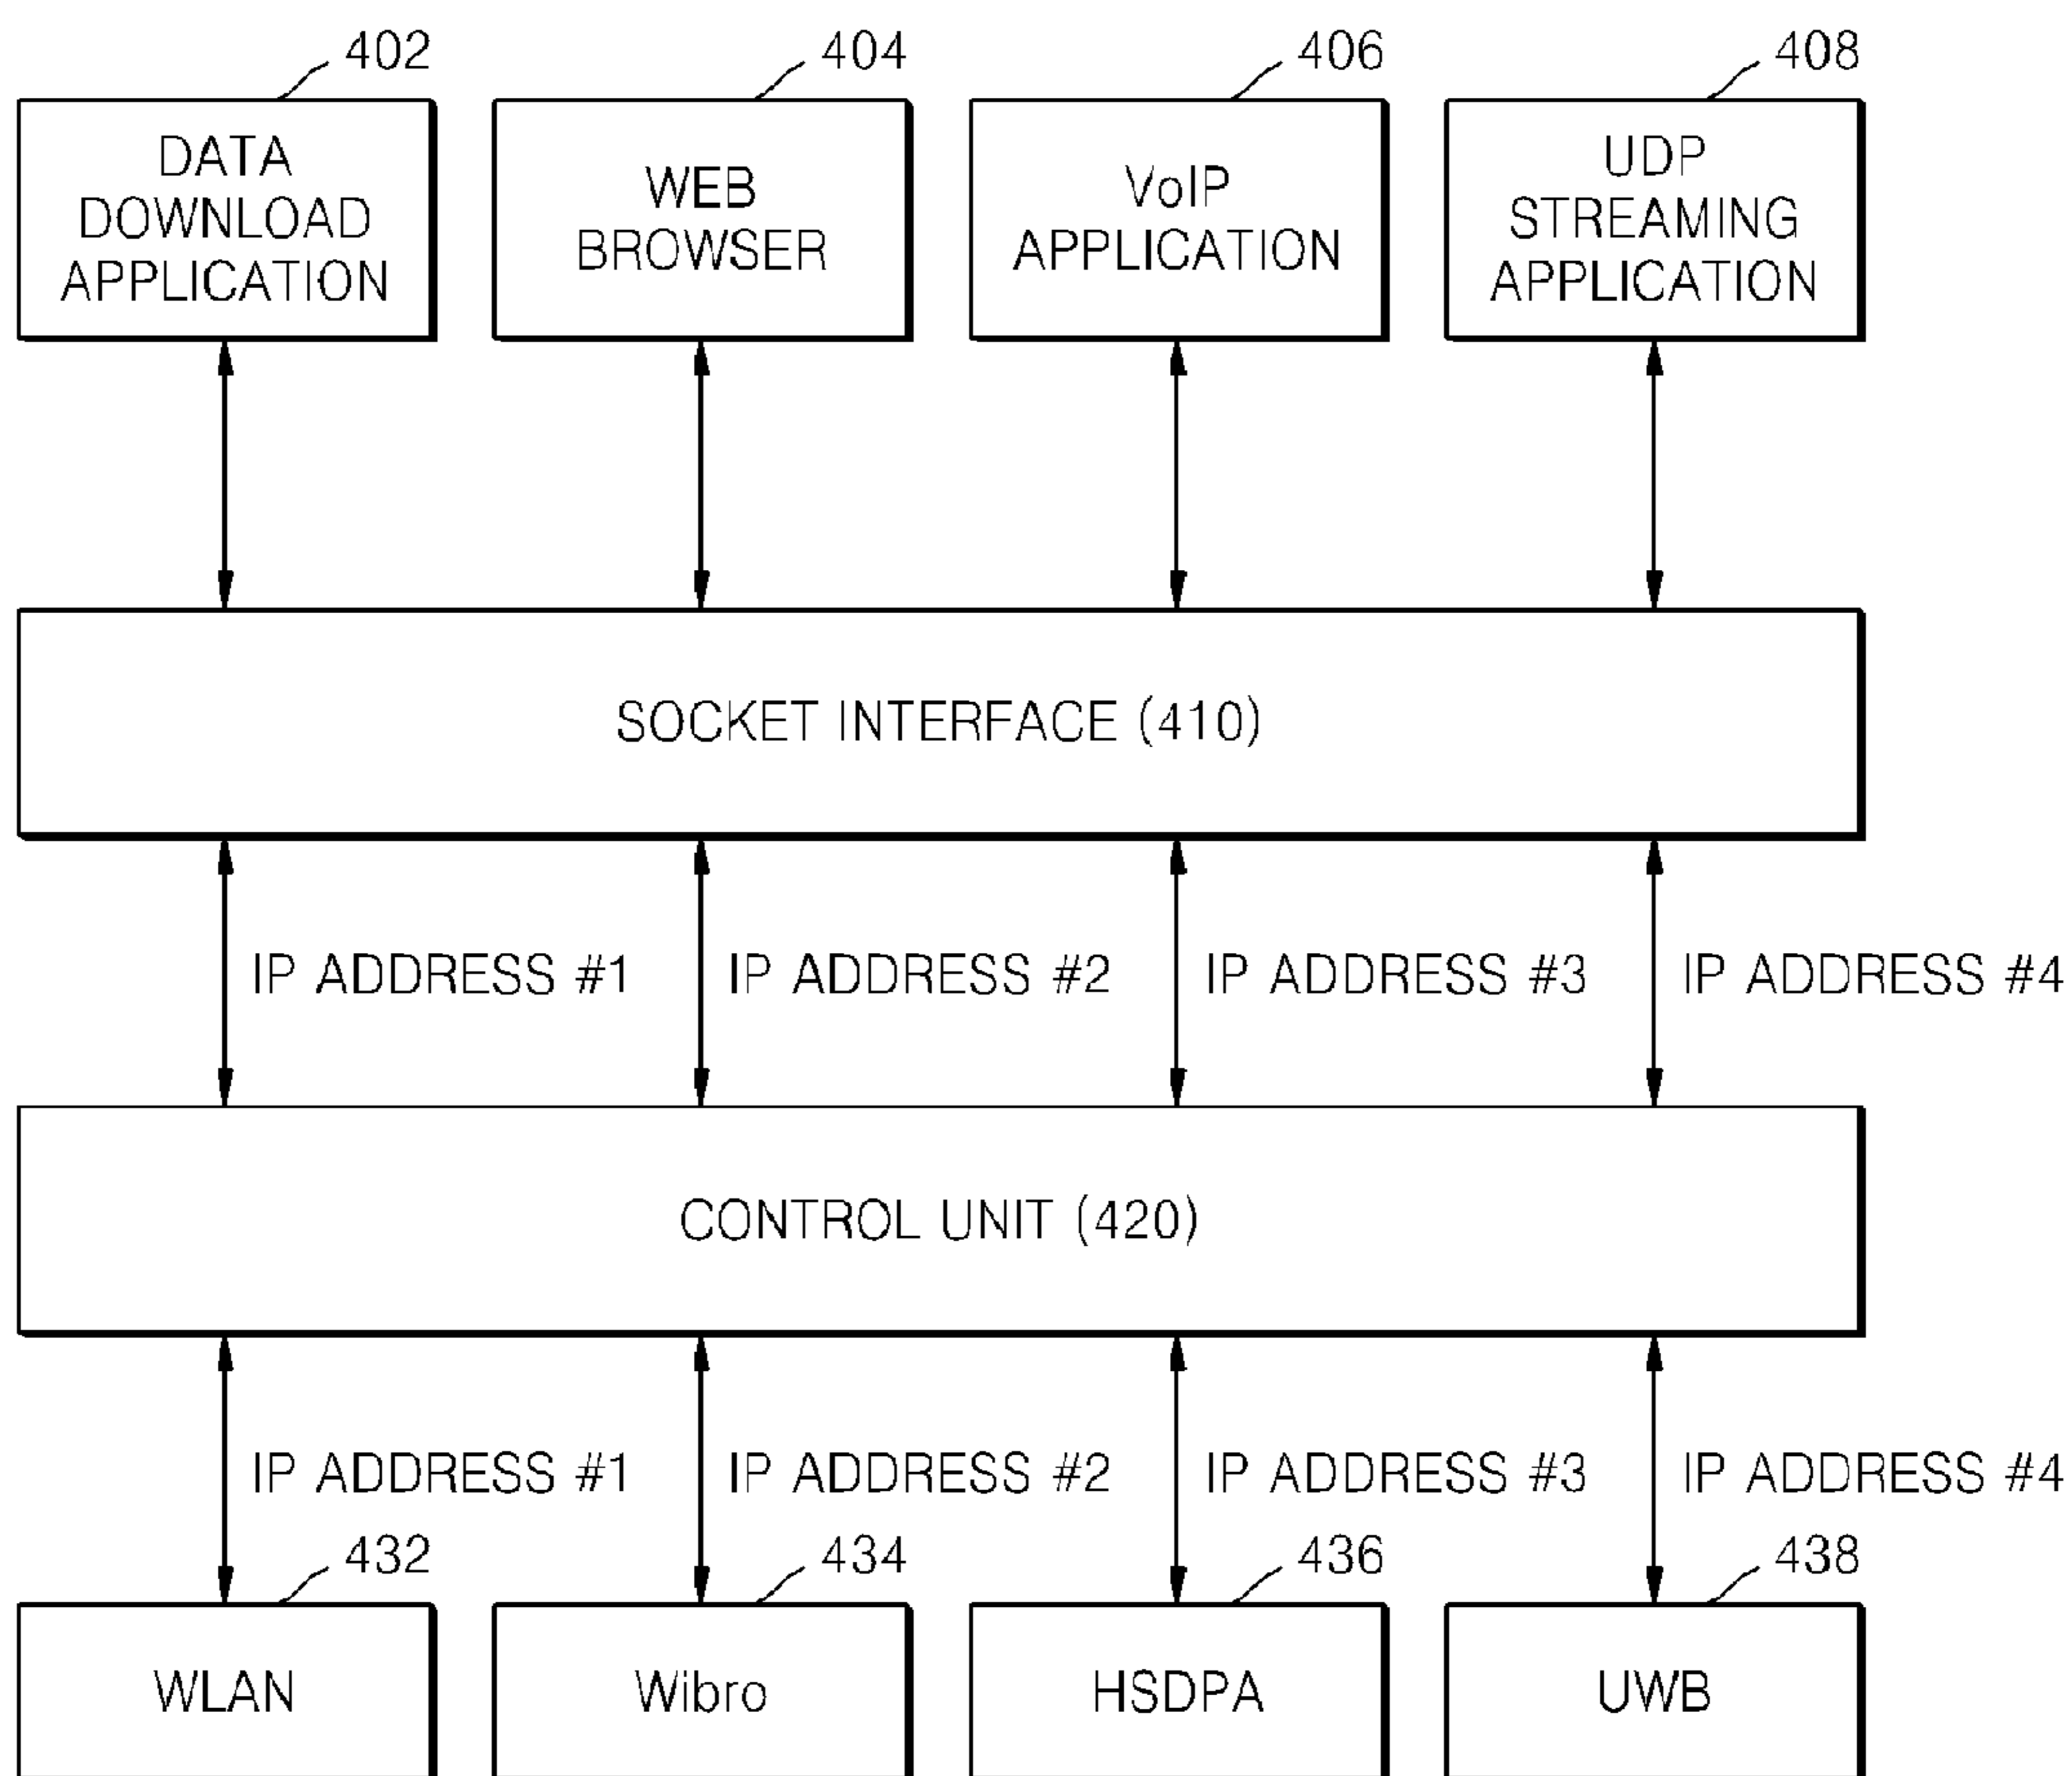 402
404
406
408
DATA
DOWNLOAD
APPLICATION
WEB
BROWSER
VoIP
APPLICATION
UDP
STREAMING
APPLICATION
SOCKET INTERFACE (410)
IP ADDRESS #1
IP ADDRESS #2
IP ADDRESS #3
IP ADDRESS #4
CONTROL UNIT (420)
IP ADDRESS #1
IP ADDRESS #2
IP ADDRESS #3
IP ADDRESS #4
432
434
436
438
WLAN
Wibro
HSDPA
UWB